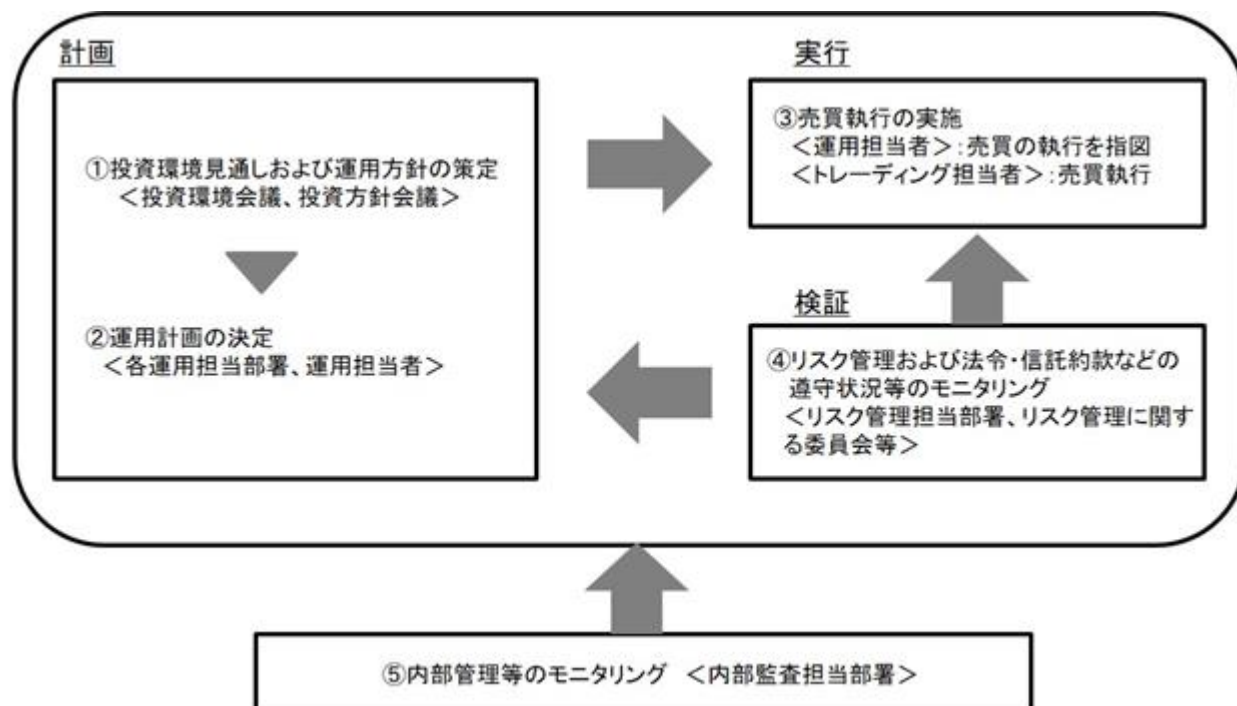 計画
①投資環境見通しおよび運用方針の策定
＜投資環境会議、投資方針会議＞
②運用計画の決定
＜各運用担当部署、運用担当者＞
実行
③売買執行の実施
＜運用担当者＞:売買の執行を指図
＜トレーディング担当者＞:売買執行
検証
④リスク管理および法令・信託約款などの
遵守状況等のモニタリング
＜リスク管理担当部署、リスク管理に関す
る委員会等＞
⑤内部管理等のモニタリング　＜内部監査担当部署＞